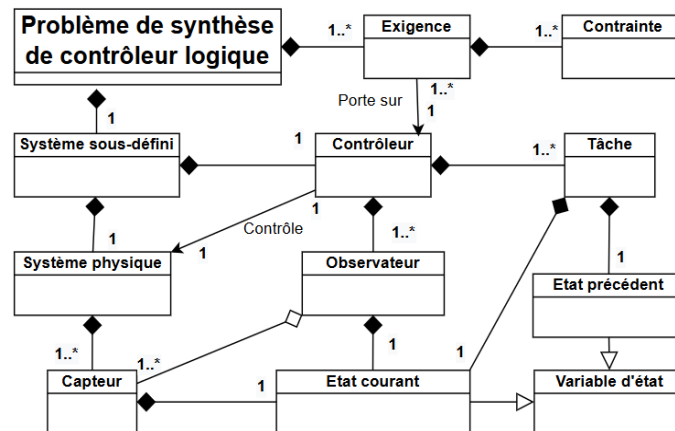 Problème de synthèse
de contrôleur logique
1..*
Exigence
1..*
Contrainte
1
Porte sur
1..*
1
Système sous-défini
1
Contrôleur
1..*
Tâche
1
Contrôle
1
1
1..*
1
Système physique
Observateur
Etat précédent
1..*
1..*
1
1
Capteur
1
Etat courant
Variable d'état